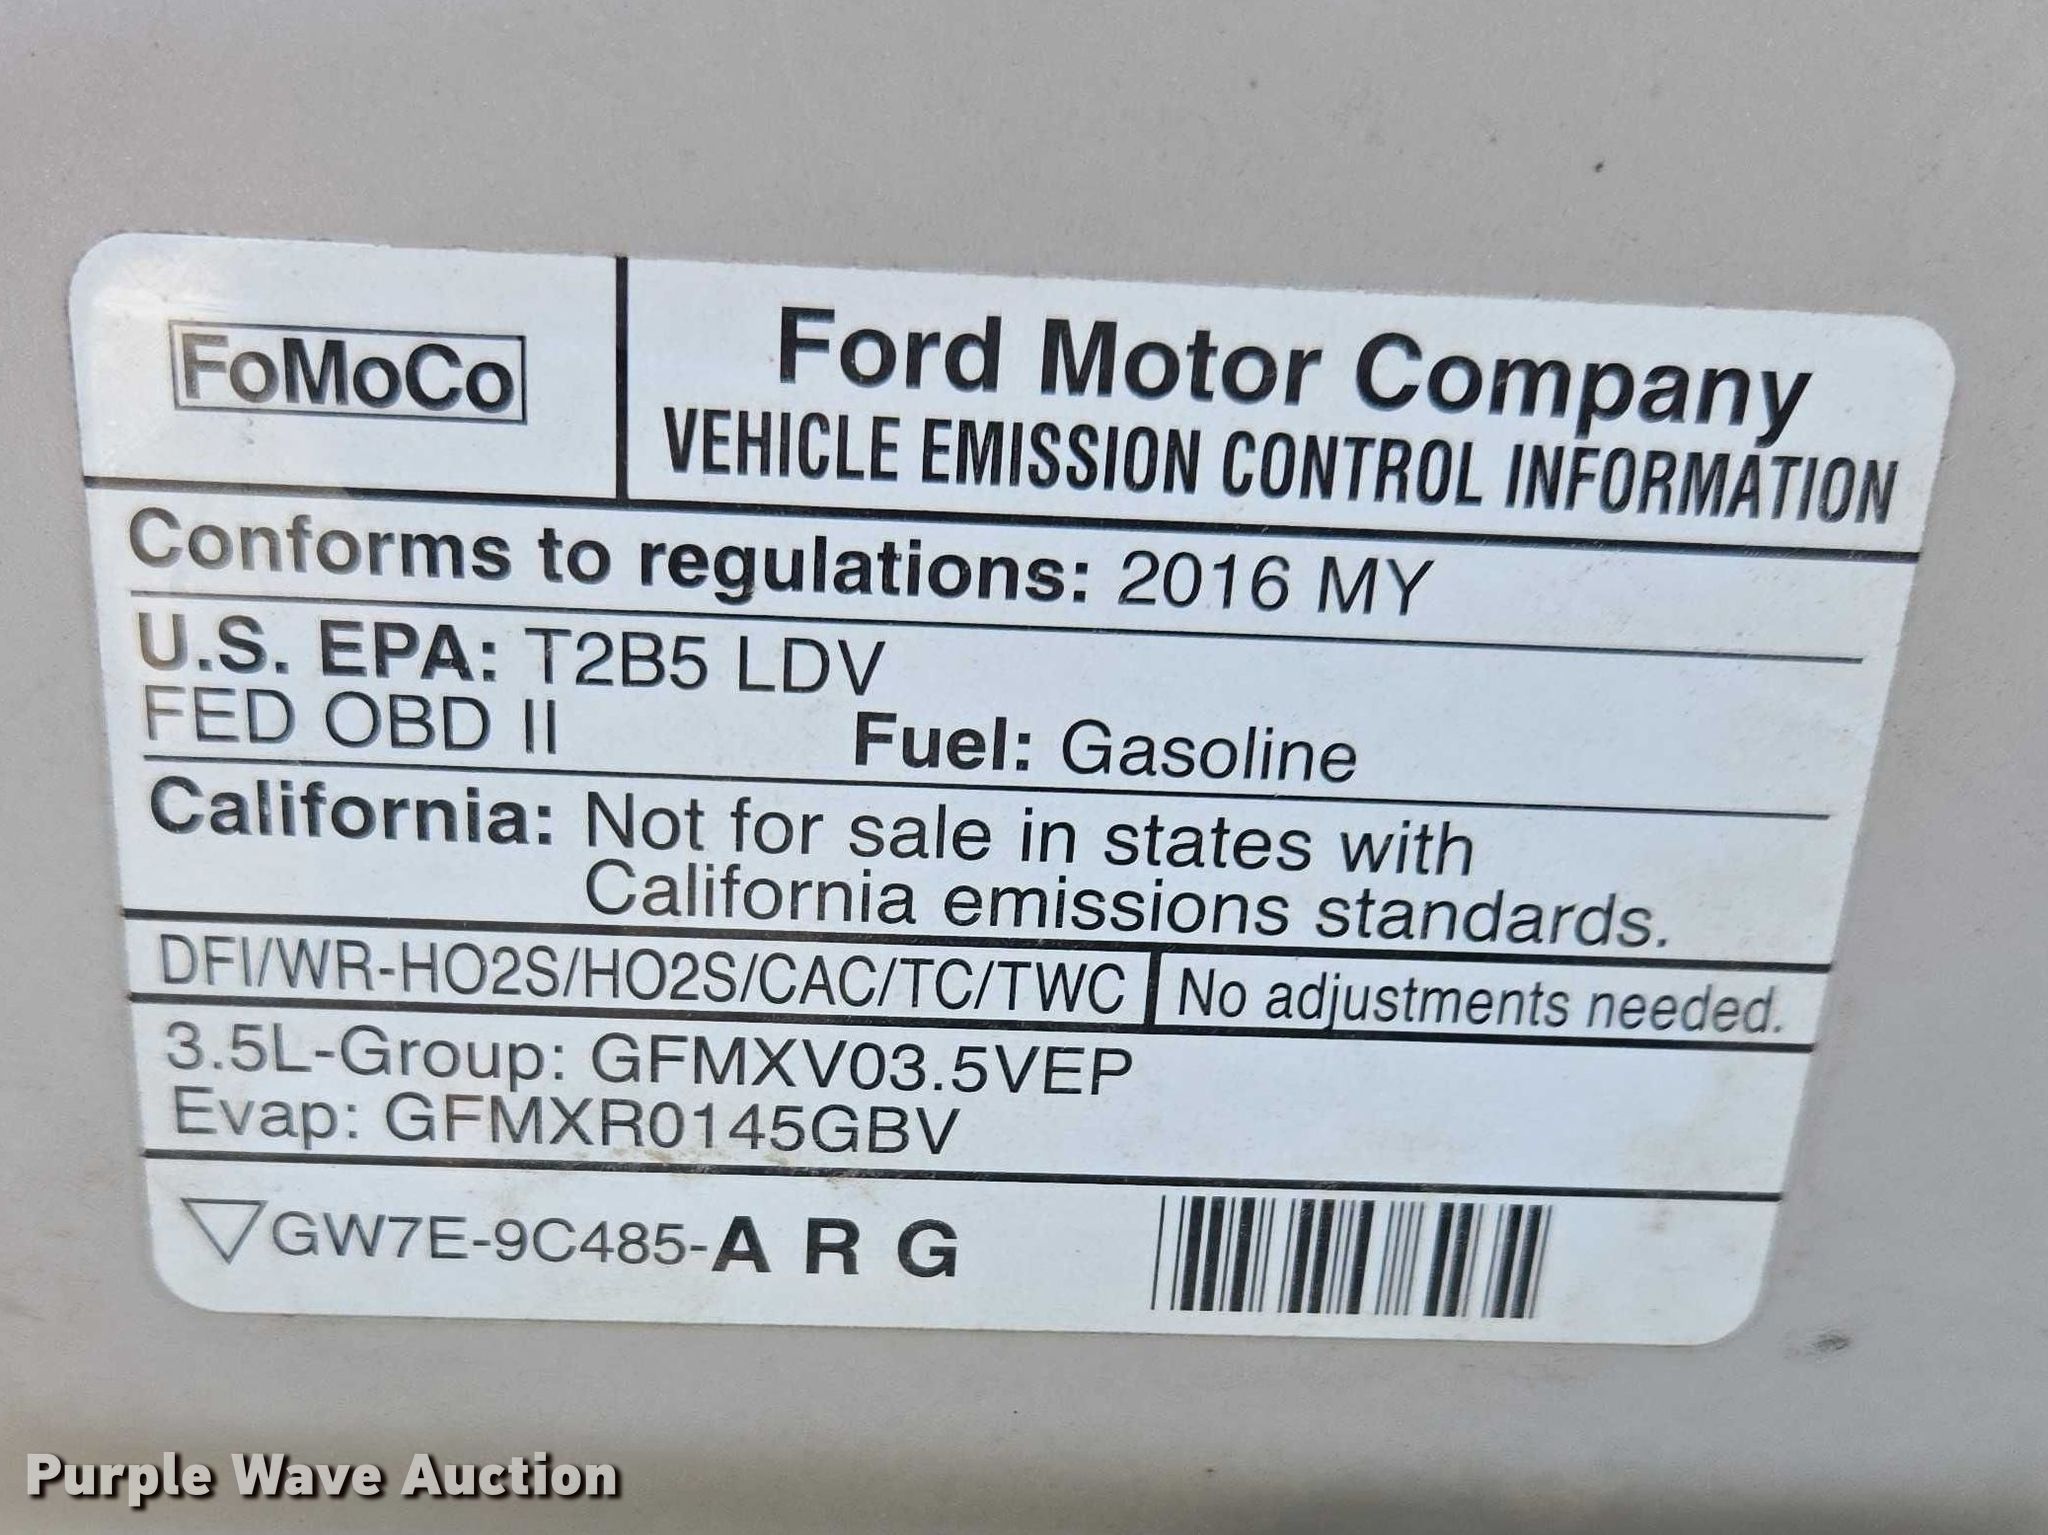 FoMoCo
Ford Motor Company
VEHICLE EMISSION CONTROL INFORMATION
Conforms to regulations: 2016 MY
U.S. EPA: T2B5 LDV
FED OBD II Fuel: Gasoline
California: Not for sale in states with
California emissions standards.
DFI/WR-HO2S/HO2S/CAC/TC/TWC No adjustments needed.
3.5L-Group: GFMXV03.5VEP
Evap: GFMXR0145GBV
GW7E-9C485-A R G
Purple Wave Auction